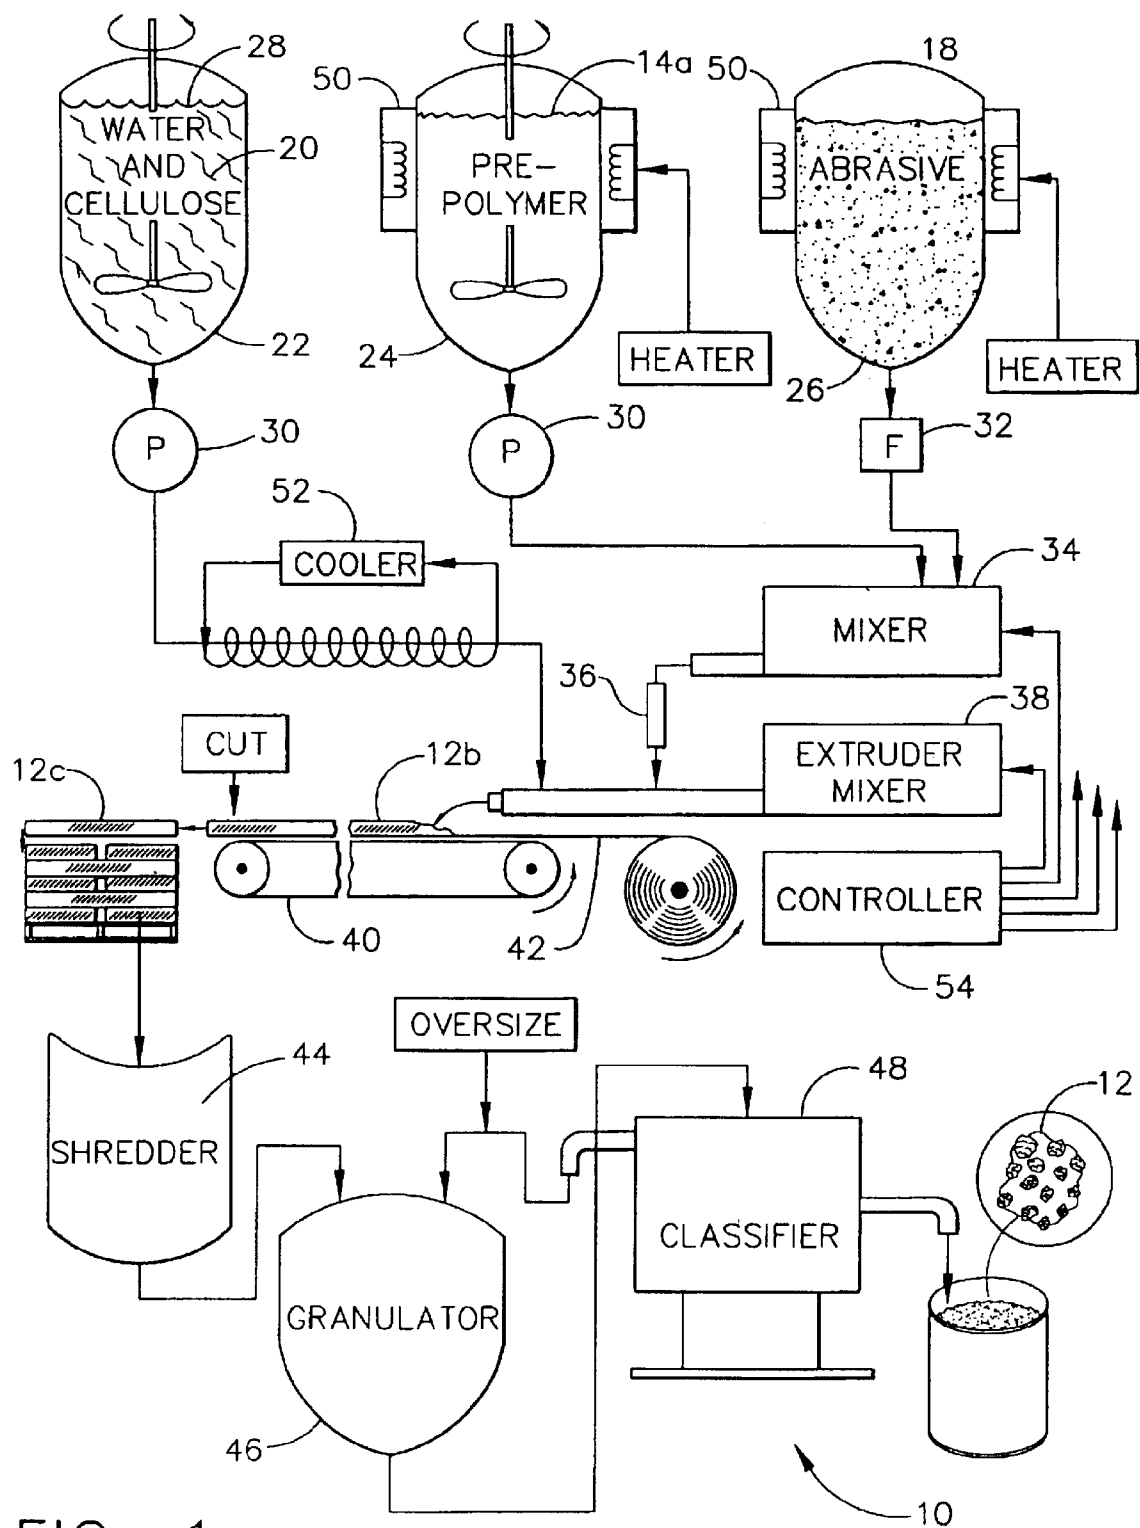 28
WATER
AND
CELLULOSE
20
22
50
14a
PRE-
POLYMER
24
HEATER
50
18
ABRASIVE
26
HEATER
P
30
P
30
F
32
52
COOLER
34
MIXER
36
38
EXTRUDER
MIXER
CUT
12c
12b
CONTROLLER
40
42
54
OVERSIZE
44
SHREDDER
48
12
CLASSIFIER
GRANULATOR
46
10
FIG. 1